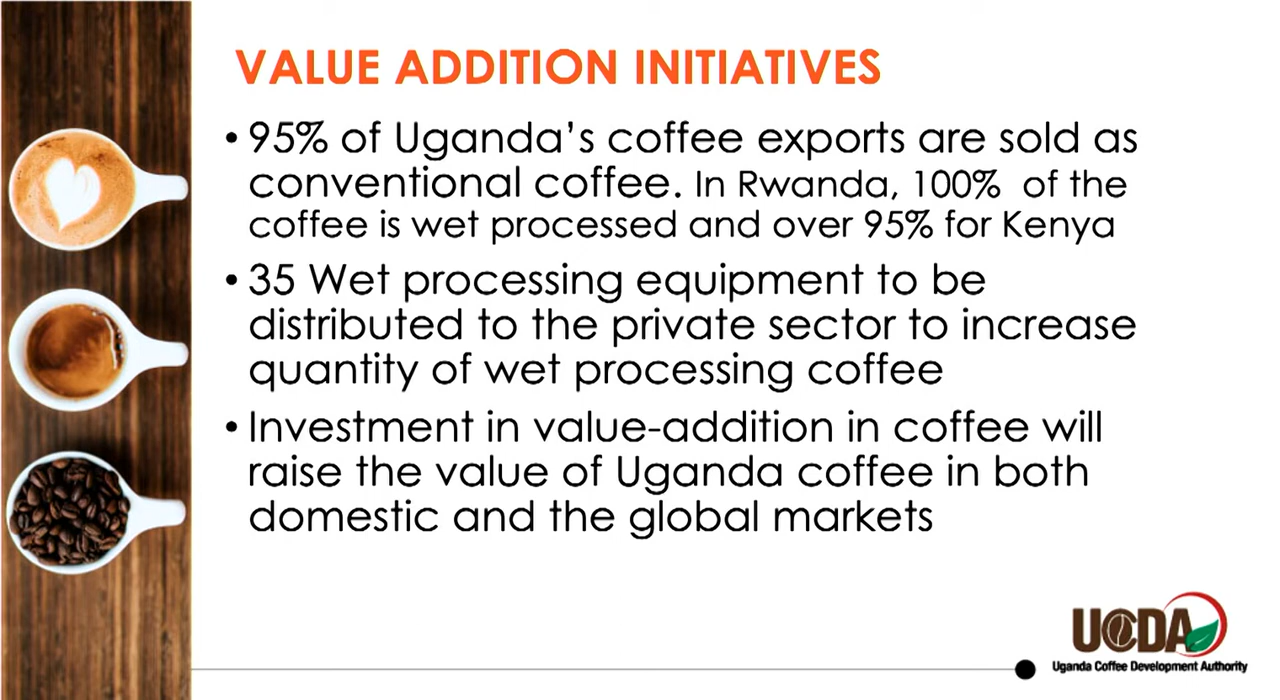 VALUE ADDITION INITIATIVES
• 95% of Uganda's coffee exports are sold as
conventional coffee. In Rwanda, 100% of the
coffee is wet processed and over 95% for Kenya
• 35 Wet processing equipment to be
distributed to the private sector to increase
quantity of wet processing coffee
• Investment in value-addition in coffee will
raise the value of Uganda coffee in both
domestic and the global markets
UCDA
Uganda Coffee Development Authority